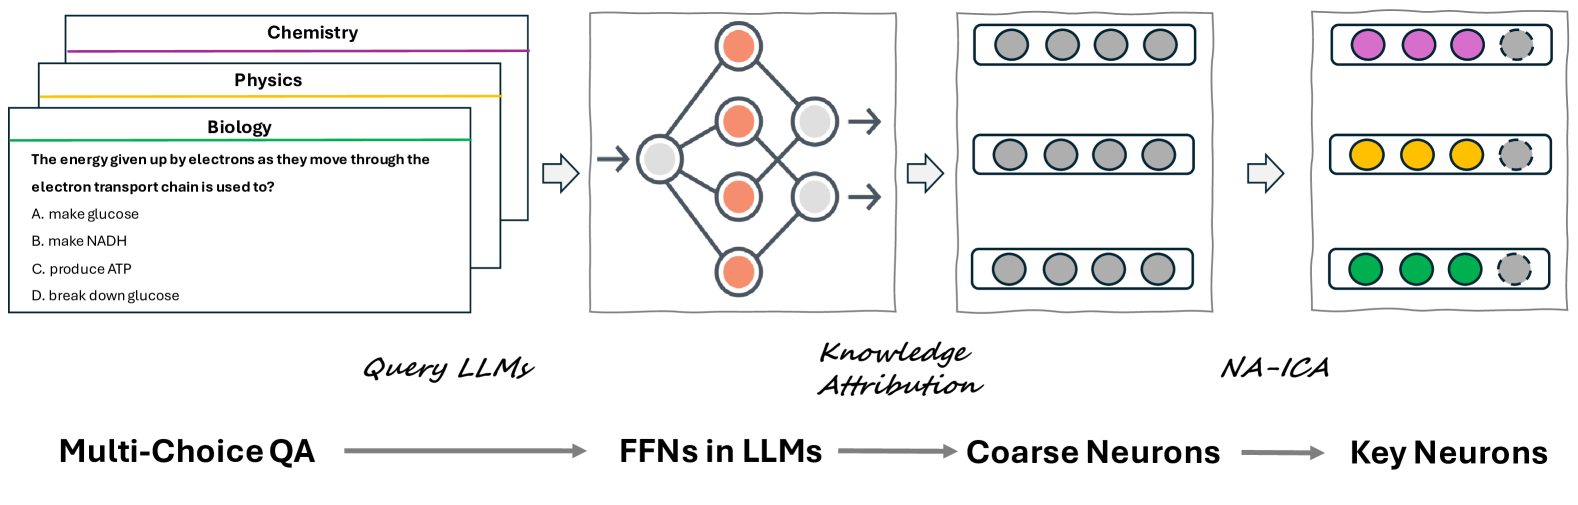 Chemistry
Physics
Biology
The energy given up by electrons as they move through the
electron transport chain is used to?
A. make glucose
B. make NADH
C. produce ATP
D. break down glucose
Query LLMs
Knowledge
Attribution
NA-ICA
Multi-Choice QA
FFNs in LLMs
Coarse Neurons
Key Neurons